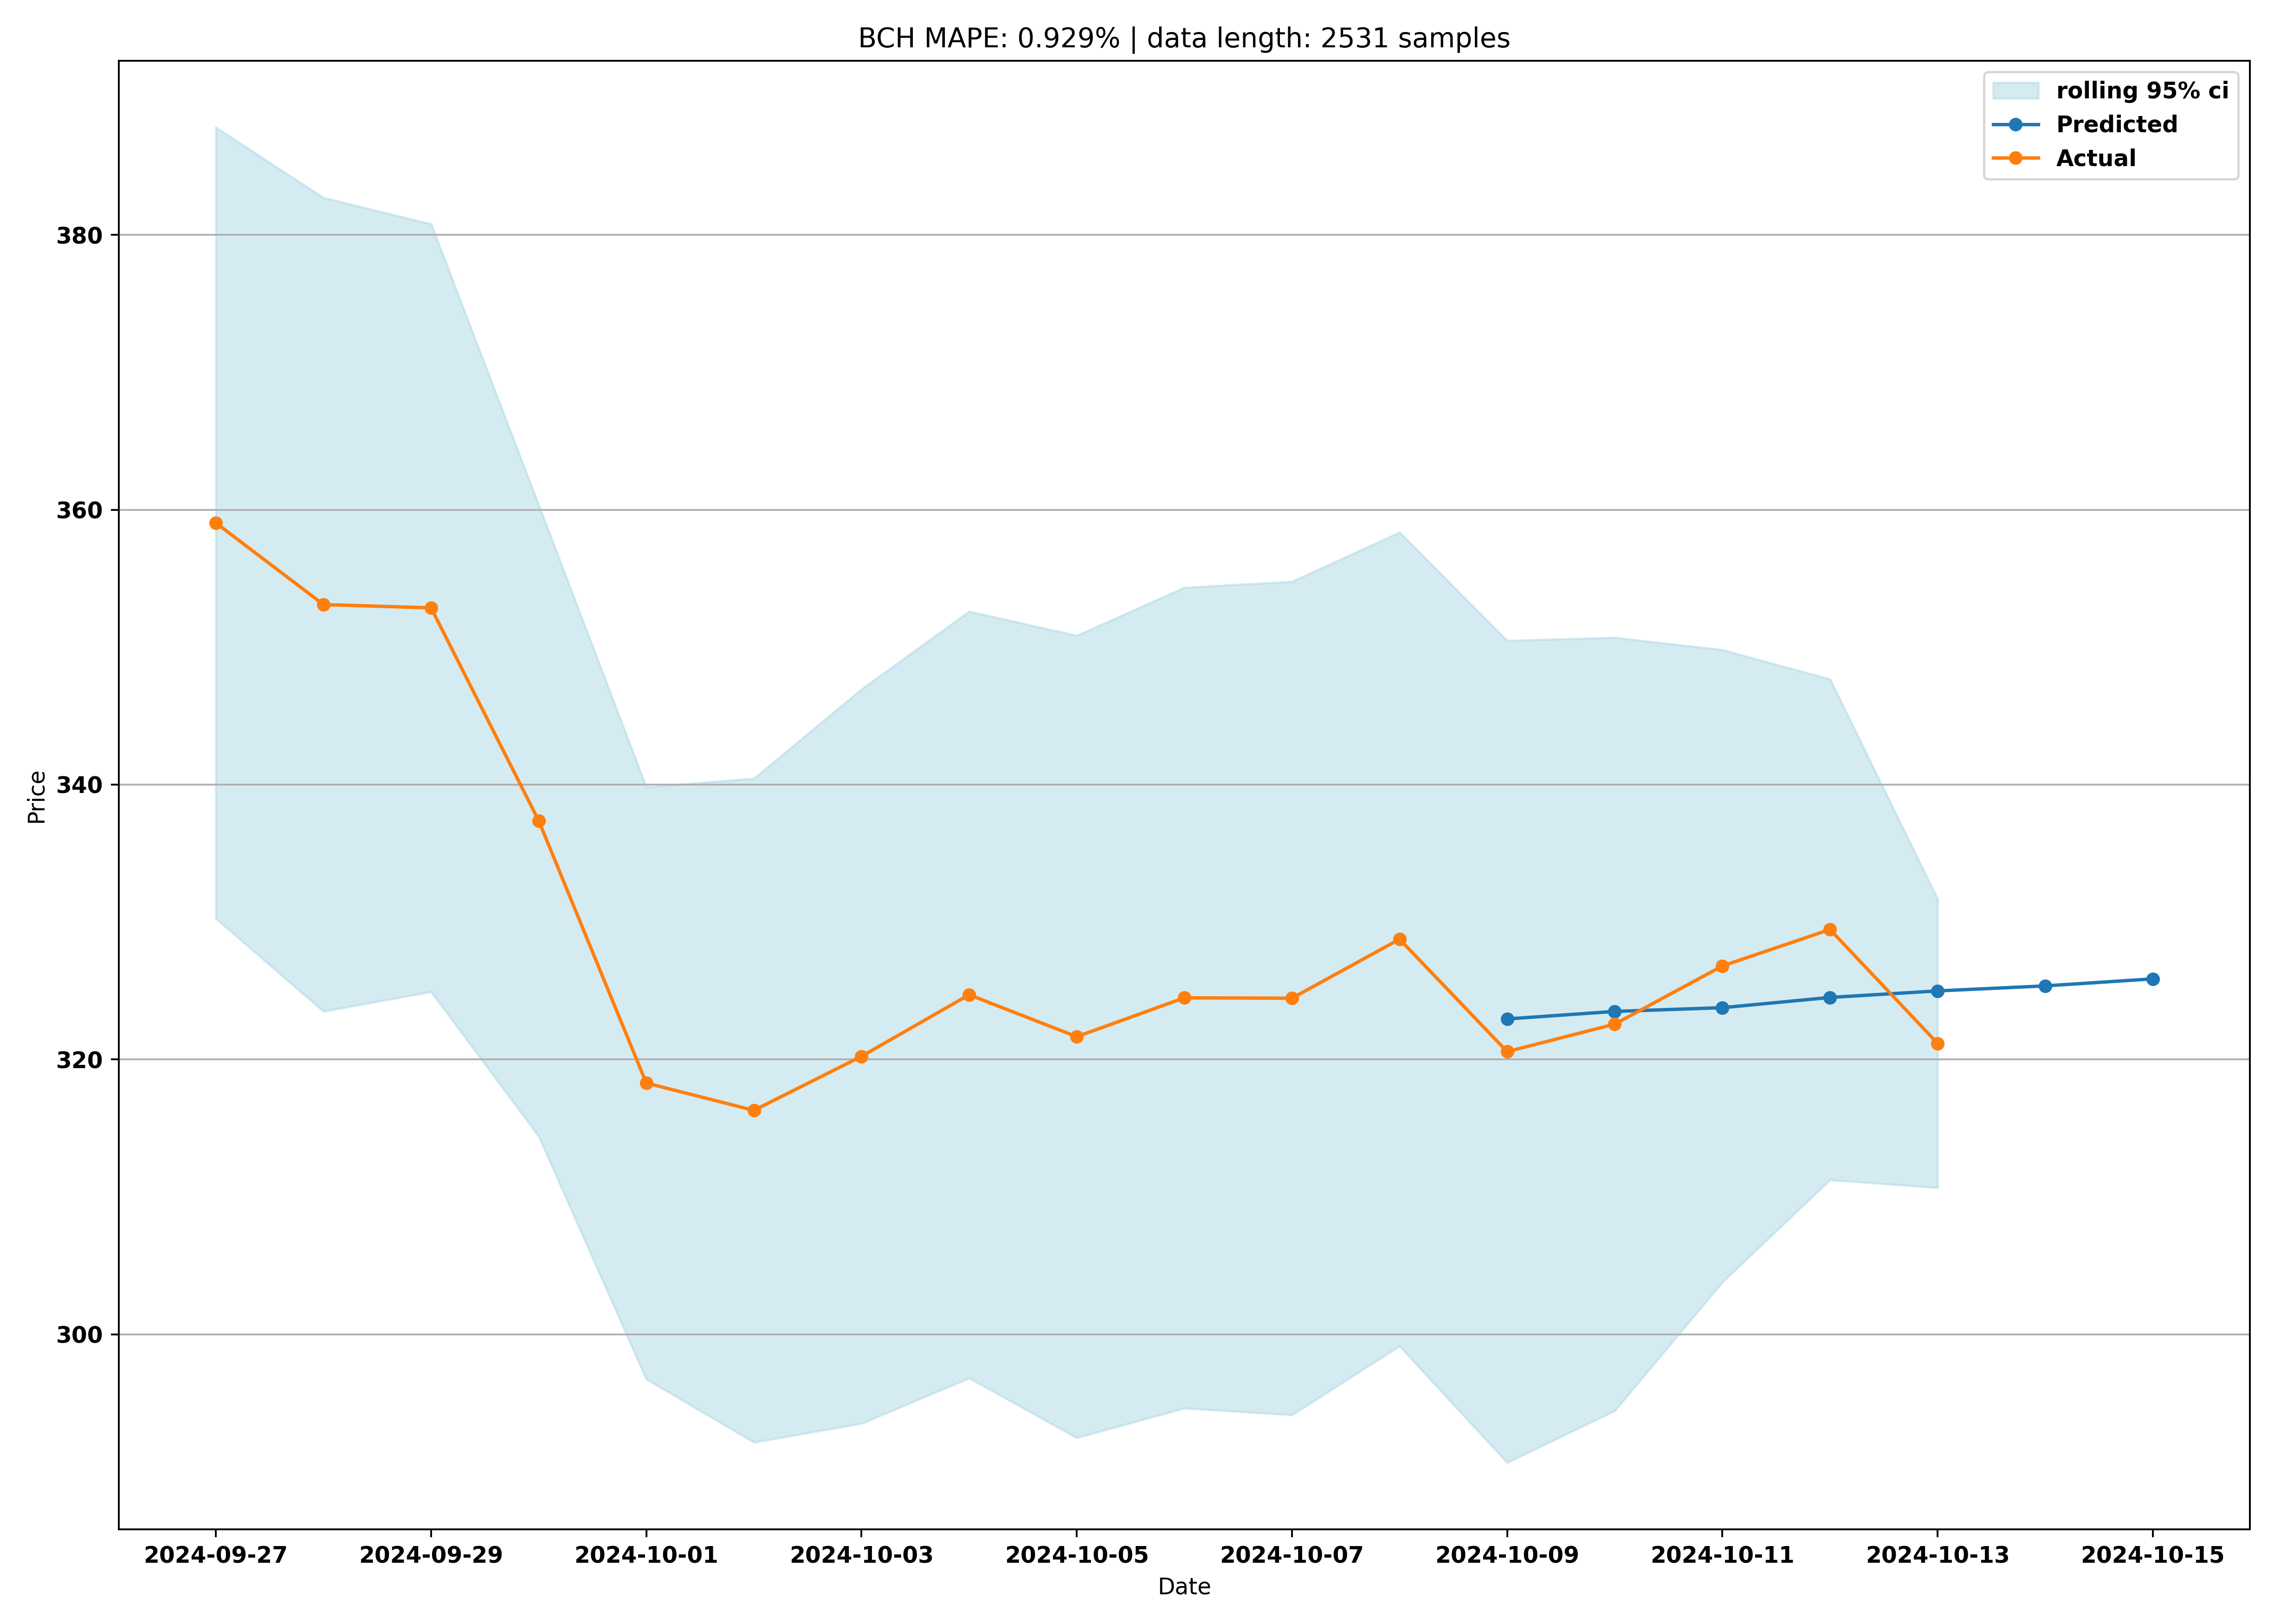 BCH MAPE: 0.929% | data length: 2531 samples
rolling 95% ci
Predicted
Actual
380
360
340
320
300
Price
2024-09-27 2024-09-29 2024-10-01 2024-10-03 2024-10-05 2024-10-07 2024-10-09 2024-10-11 2024-10-13 2024-10-15
Date